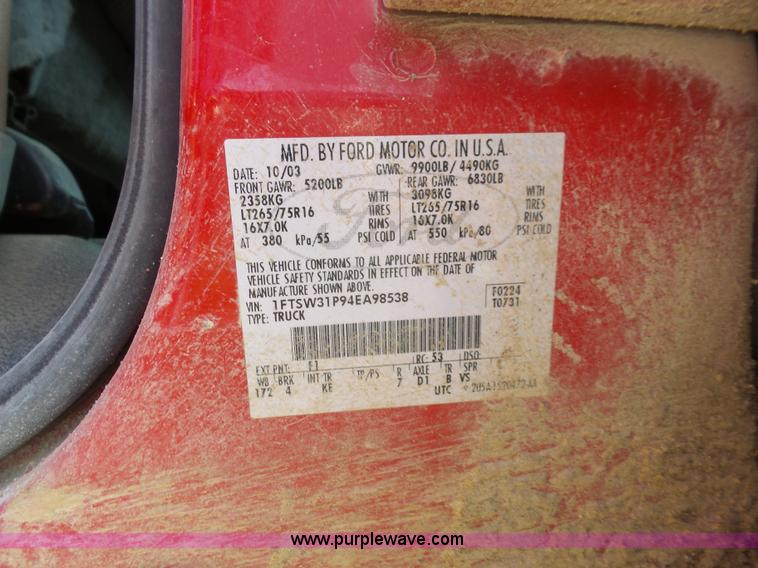 MFD. BY FORD MOTOR CO. IN U.S.A.
DATE: 10/03 GVWR: 9900LB/4490KG
FRONT GAWR: 5200LB REAR GAWR: 6830LB
2358KG WITH 3098KG WITH
LT265/75R16 TIRES LT265/75R16 TIRES
16X7.0K RIMS 16X7.0K RIMS
AT 380 kPa/55 PSI COLD AT 550 kPa/80 PSI COLD
Ford
THIS VEHICLE CONFORMS TO ALL APPLICABLE FEDERAL MOTOR
VEHICLE SAFETY STANDARDS IN EFFECT ON THE DATE OF
MANUFACTURE SHOWN ABOVE.
VIN: 1FTSW31P94EA98538 F0224
TYPE: TRUCK T0731
EXT PNT: F1 RC: 53 DSO:
WB BRK INT TR TP/PS R AXLE TR SPR
172 4 KE 7 D1 B VS
UTC
www.purplewave.com